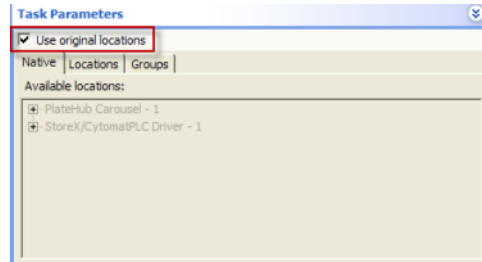 Task Parameters
Use original locations
Native Locations Groups
Available locations:
PlateHub Carousel - 1
StoreX/CytomatPLC Driver - 1